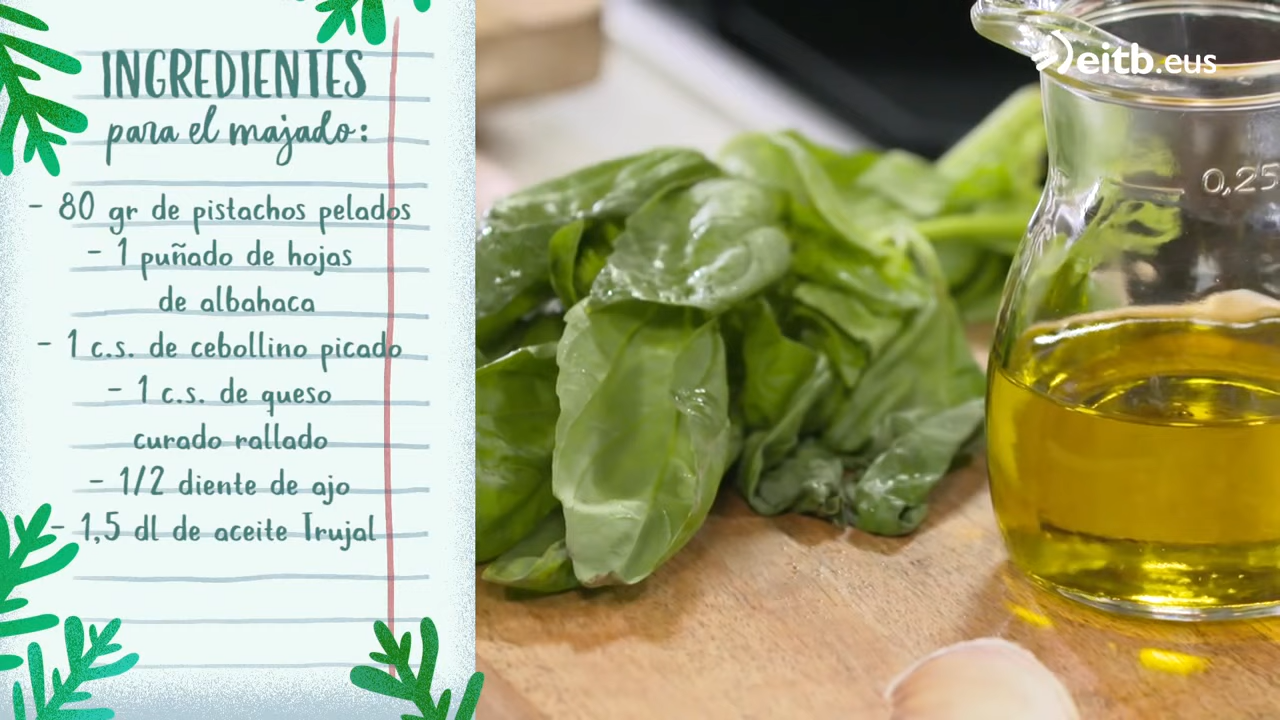 INGREDIENTES
para el majado:
- 80 gr de pistachos pelados
- 1 puñado de hojas
de albahaca
- 1 c.s. de cebollino picado
- 1 c.s. de queso
curado rallado
- 1/2 diente de ajo
- 1,5 dl de aceite Trujal
eitb.eus
0,25